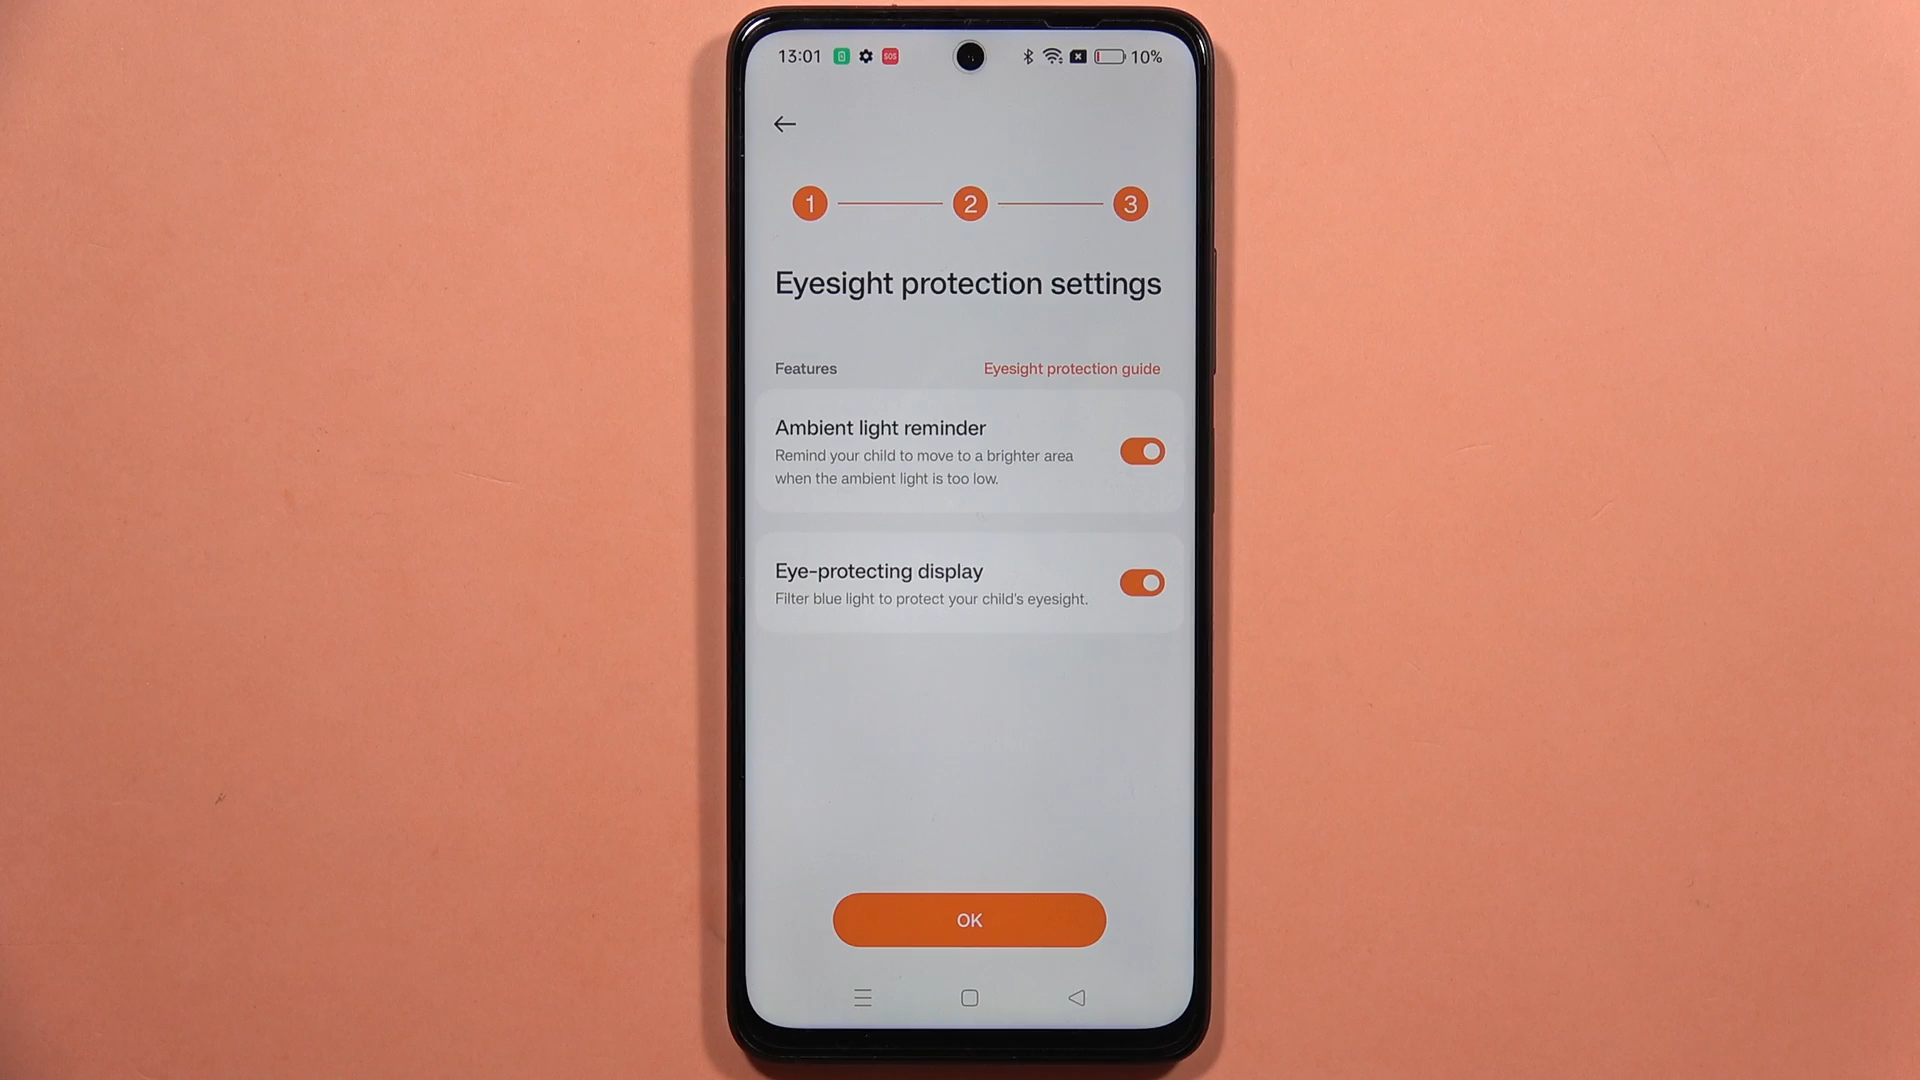 13:01 SOS 10%
1 2 3
Eyesight protection settings
Features Eyesight protection guide
Ambient light reminder
Remind your child to move to a brighter area
when the ambient light is too low.
Eye-protecting display
Filter blue light to protect your child's eyesight.
OK